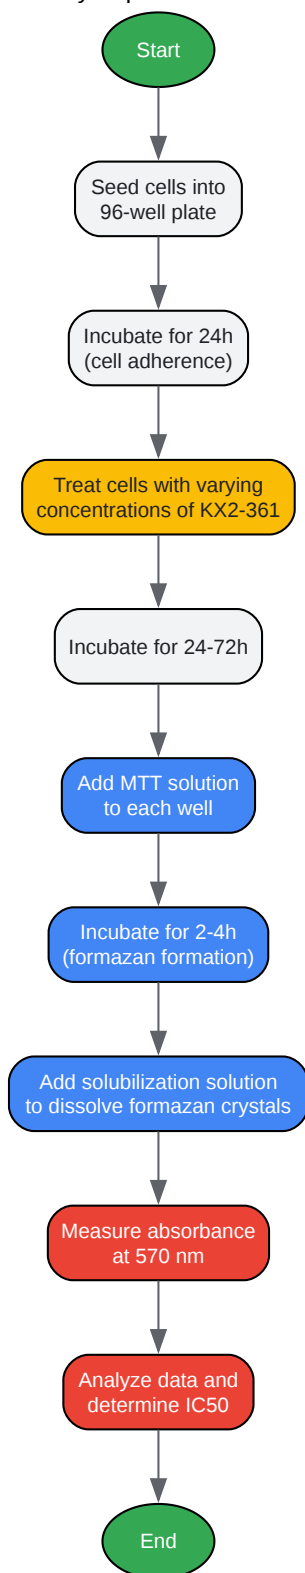 Start
Seed cells into
96-well plate
Incubate for 24h
(cell adherence)
Treat cells with varying
concentrations of KX2-361
Incubate for 24-72h
Add MTT solution
to each well
Incubate for 2-4h
(formazan formation)
Add solubilization solution
to dissolve formazan crystals
Measure absorbance
at 570 nm
Analyze data and
determine IC50
End